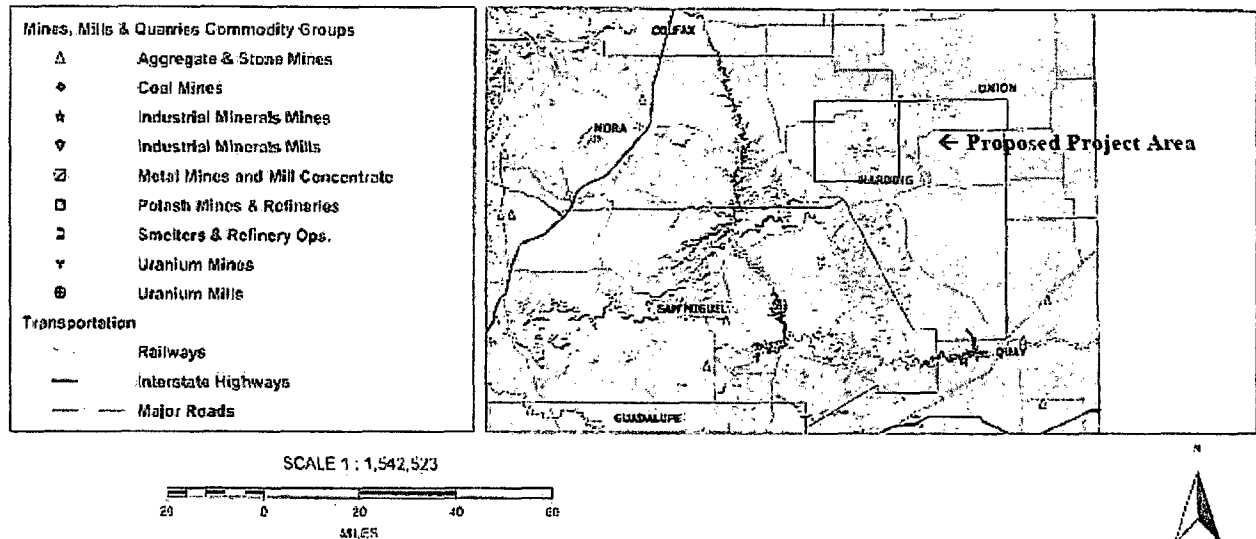 Mines, Mills & Quarries Commodity Groups
Aggregate & Stone Mines
Coal Mines
Industrial Minerals Mines
Industrial Minerals Mills
Metal Mines and Mill Concentrate
Potash Mines & Refineries
Smelters & Refinery Ops.
Uranium Mines
Uranium Mills
Transportation
Railways
Interstate Highways
Major Roads
COLFAX
UNION
MORA
← Proposed Project Area
HARDING
SAN MIGUEL
QUAY
GUADALUPE
SCALE 1 : 1,542,523
20 0 20 40 60
MILES
N